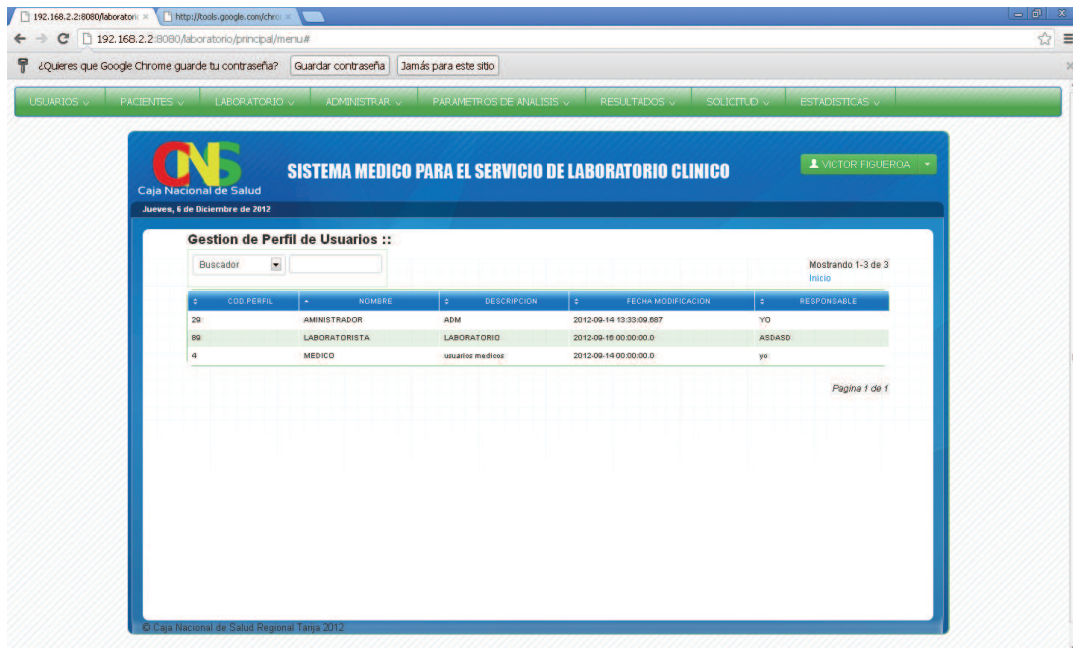 192.168.2.2:8080/laboratori
http://tools.google.com/chro
192.168.2.2:8080/laboratorio/principal/menu#
¿Quieres que Google Chrome guarde tu contraseña? Guardar contraseña Jamás para este sitio
USUARIOS PACIENTES LABORATORIO ADMINISTRAR PARAMETROS DE ANALISIS RESULTADOS SOLICITUD ESTADISTICAS
CNS
Caja Nacional de Salud
SISTEMA MEDICO PARA EL SERVICIO DE LABORATORIO CLINICO
VICTOR FIGUEROA
Jueves, 6 de Diciembre de 2012
Gestion de Perfil de Usuarios ::
Buscador
Mostrando 1-3 de 3
Inicio
COD.PERFIL NOMBRE DESCRIPCION FECHA MODIFICACION RESPONSABLE
29 AMINISTRADOR ADM 2012-09-14 13:33:09.687 YO
89 LABORATORISTA LABORATORIO 2012-09-16 00:00:00.0 ASDASD
4 MEDICO usuarios medicos 2012-09-14 00:00:00.0 yo
Pagina 1 de 1
© Caja Nacional de Salud Regional Tarija 2012